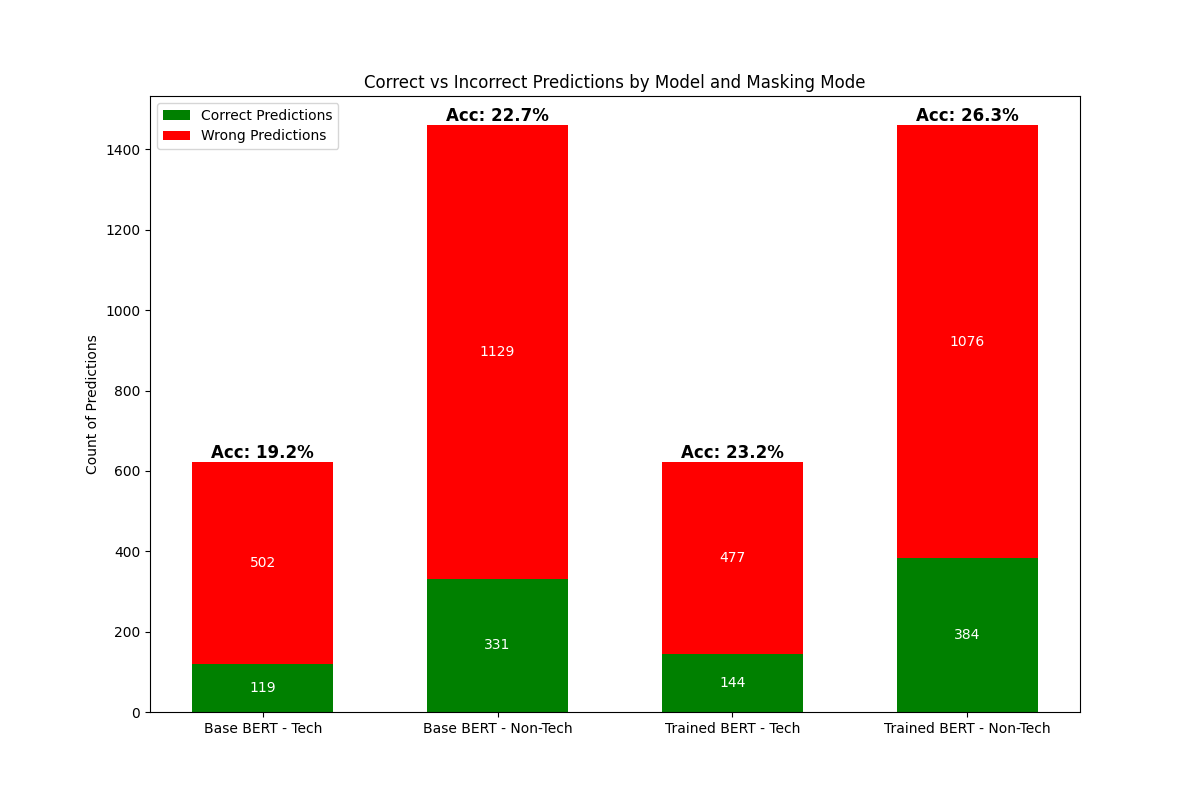 Correct vs Incorrect Predictions by Model and Masking Mode
Correct Predictions
Wrong Predictions
Acc: 22.7%
Acc: 26.3%
Acc: 19.2%
Acc: 23.2%
Count of Predictions
1400
1200
1000
800
600
400
200
0
502
119
1129
331
477
144
1076
384
Base BERT - Tech
Base BERT - Non-Tech
Trained BERT - Tech
Trained BERT - Non-Tech